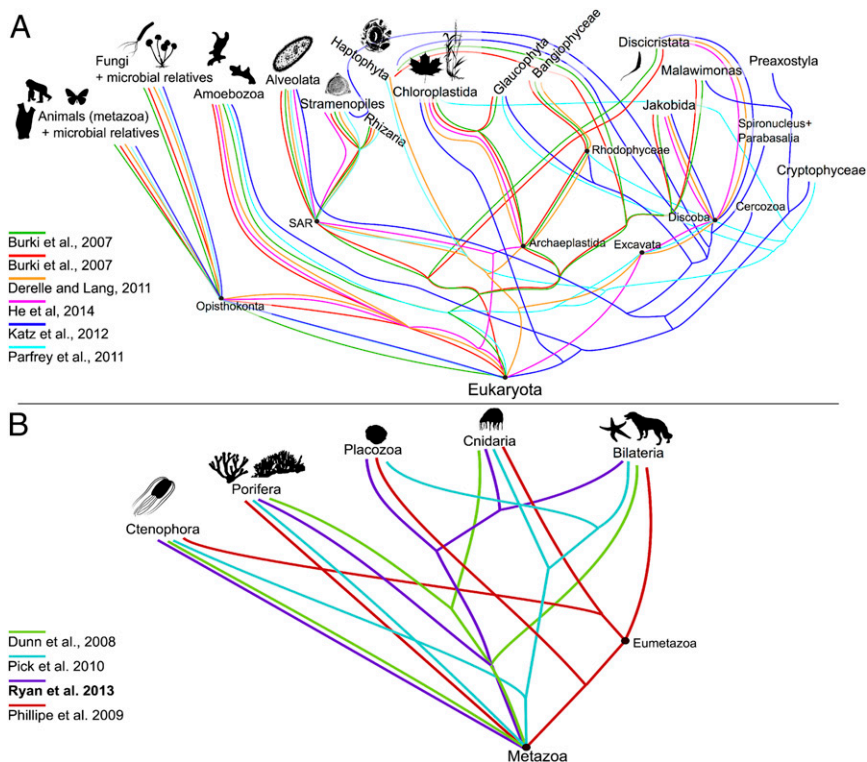 A
Fungi
+ microbial relatives
Animals (metazoa)
+ microbial relatives
Amoebozoa
Alveolata
Haptophyta
Stramenopiles
Rhizaria
Chloroplastida
Glaucophyta
Bangiophyceae
Discicristata
Malawimonas
Preaxostyla
Jakobida
Spironucleus+
Parabasalia
Rhodophyceae
Cryptophyceae
SAR
Discoba
Cercozoa
Archaeplastida
Excavata
Opisthokonta
Eukaryota
Burki et al., 2007
Burki et al., 2007
Derelle and Lang, 2011
He et al, 2014
Katz et al., 2012
Parfrey et al., 2011
B
Ctenophora
Porifera
Placozoa
Cnidaria
Bilateria
Eumetazoa
Metazoa
Dunn et al., 2008
Pick et al. 2010
Ryan et al. 2013
Phillipe et al. 2009